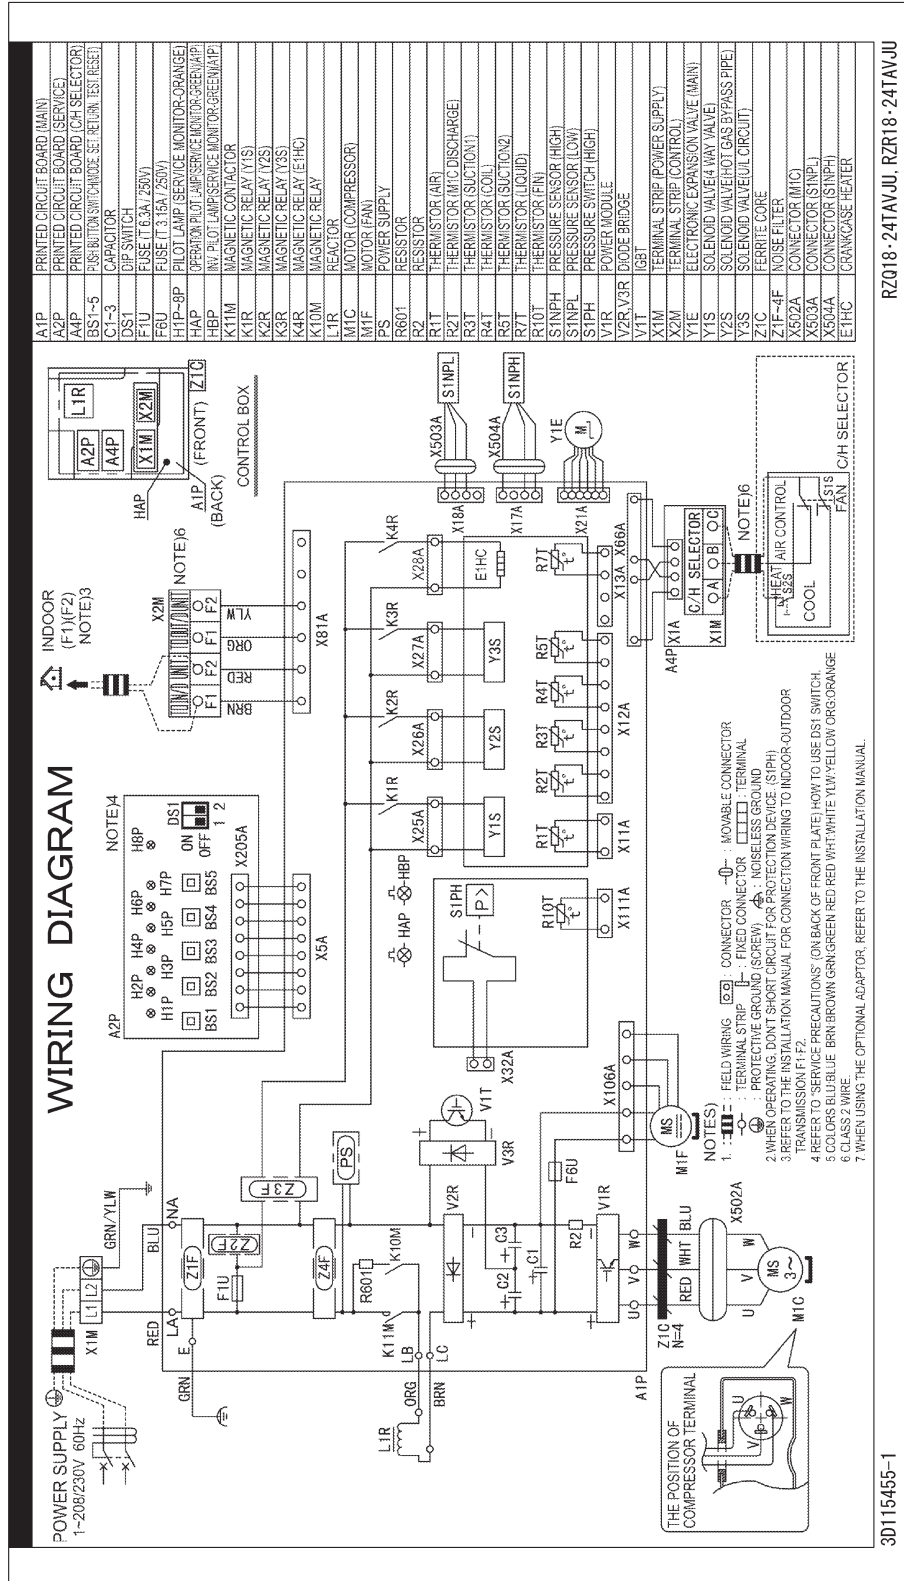 WIRING DIAGRAM
POWER SUPPLY
1~208/230V 60Hz
X1M
L1 L2
GRN/YLW
RED
BLU
LA
NA
E
GRN
Z1F
Z2F
F1U
Z3F
Z4F
PS
R601
K10M
K11M
LB
LC
ORG
BRN
L1R
V2R
V3R
V1T
C2
C3
C1
R2
V1R
F6U
X106A
MS
M1F
U V W
Z1C
N=4
RED WHT BLU
X502A
U V W
MS
3~
M1C
A1P
THE POSITION OF
COMPRESSOR TERMINAL
U
V
W
A2P
NOTE)4
H1P H2P H3P H4P H5P H6P H7P H8P
BS1 BS2 BS3 BS4 BS5
DS1
ON
OFF
1 2
X205A
X5A
INDOOR
(F1)(F2)
NOTE)3
X2M
TO IN/D UNIT TO OUT/D UNIT
F1 F2 F1 F2
NOTE)6
BRN RED ORG YLW
X81A
HAP
HBP
K1R K2R K3R K4R
X25A X26A X27A X28A
Y1S Y2S Y3S E1HC
S1PH
P>
X32A
R10T
t°
X111A
R1T R2T R3T R4T R5T R7T
t° t° t° t° t° t°
X11A X12A X13A
X66A
X18A
X503A
S1NPL
X17A
X504A
S1NPH
X21A
Y1E
M
A4P
X1A
C/H SELECTOR
X1M
A B C
NOTE)6
HEAT
S2S
COOL
AIR CONTROL
S1S
FAN
C/H SELECTOR
L1R
A2P
A4P
X1M X2M
Z1C
HAP
A1P
(BACK)
(FRONT)
CONTROL BOX
NOTES)
1. : FIELD WIRING : CONNECTOR : MOVABLE CONNECTOR
: TERMINAL STRIP : FIXED CONNECTOR : TERMINAL
: PROTECTIVE GROUND (SCREW) : NOISELESS GROUND
2.WHEN OPERATING, DON'T SHORT CIRCUIT FOR PROTECTION DEVICE. (S1PH)
3.REFER TO THE INSTALLATION MANUAL FOR CONNECTION WIRING TO INDOOR-OUTDOOR
TRANSMISSION F1·F2.
4.REFER TO "SERVICE PRECAUTIONS" (ON BACK OF FRONT PLATE) HOW TO USE DS1 SWITCH.
5 COLORS BLU:BLUE BRN:BROWN GRN:GREEN RED:RED WHT:WHITE YLW:YELLOW ORG:ORANGE
6 CLASS 2 WIRE.
7. WHEN USING THE OPTIONAL ADAPTOR, REFER TO THE INSTALLATION MANUAL.
A1P PRINTED CIRCUIT BOARD (MAIN)
A2P PRINTED CIRCUIT BOARD (SERVICE)
A4P PRINTED CIRCUIT BOARD (C/H SELECTOR)
BS1~5 PUSH BUTTON SWITCH(MODE, SET, RETURN, TEST, RESET)
C1~3 CAPACITOR
DS1 DIP SWITCH
F1U FUSE (T 6.3A / 250V)
F6U FUSE (T 3.15A / 250V)
H1P~8P PILOT LAMP (SERVICE MONITOR-ORANGE)
HAP OPERATION PILOT LAMP(SERVICE MONITOR-GREEN)(A1P)
HBP INV. PILOT LAMP(SERVICE MONITOR-GREEN)(A1P)
K11M MAGNETIC CONTACTOR
K1R MAGNETIC RELAY (Y1S)
K2R MAGNETIC RELAY (Y2S)
K3R MAGNETIC RELAY (Y3S)
K4R MAGNETIC RELAY (E1HC)
K10M MAGNETIC RELAY
L1R REACTOR
M1C MOTOR (COMPRESSOR)
M1F MOTOR (FAN)
PS POWER SUPPLY
R601 RESISTOR
R2 RESISTOR
R1T THERMISTOR (AIR)
R2T THERMISTOR (M1C DISCHARGE)
R3T THERMISTOR (SUCTION1)
R4T THERMISTOR (COIL)
R5T THERMISTOR (SUCTION2)
R7T THERMISTOR (LIQUID)
R10T THERMISTOR (FIN)
S1NPH PRESSURE SENSOR (HIGH)
S1NPL PRESSURE SENSOR (LOW)
S1PH PRESSURE SWITCH (HIGH)
V1R POWER MODULE
V2R,V3R DIODE BRIDGE
V1T IGBT
X1M TERMINAL STRIP (POWER SUPPLY)
X2M TERMINAL STRIP (CONTROL)
Y1E ELECTRONIC EXPANSION VALVE (MAIN)
Y1S SOLENOID VALVE(4 WAY VALVE)
Y2S SOLENOID VALVE(HOT GAS BYPASS PIPE)
Y3S SOLENOID VALVE(U/L CIRCUIT)
Z1C FERRITE CORE
Z1F~4F NOISE FILTER
X502A CONNECTOR (M1C)
X503A CONNECTOR (S1NPL)
X504A CONNECTOR (S1NPH)
E1HC CRANKCASE HEATER
3D115455-1
RZQ18·24TAVJU, RZR18·24TAVJU